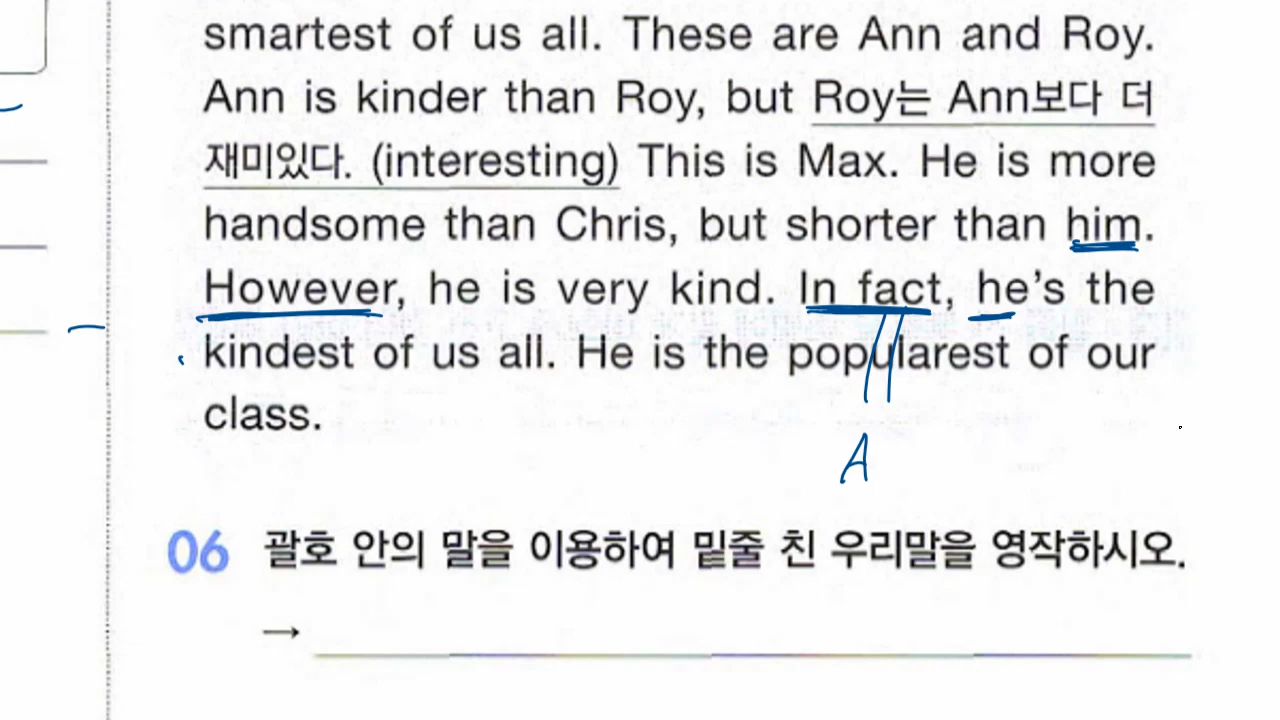 smartest of us all. These are Ann and Roy.
Ann is kinder than Roy, but Roy는 Ann보다 더
재미있다. (interesting) This is Max. He is more
handsome than Chris, but shorter than him.
However, he is very kind. In fact, he's the
kindest of us all. He is the popularest of our
class.
A
06 괄호 안의 말을 이용하여 밑줄 친 우리말을 영작하시오.
→